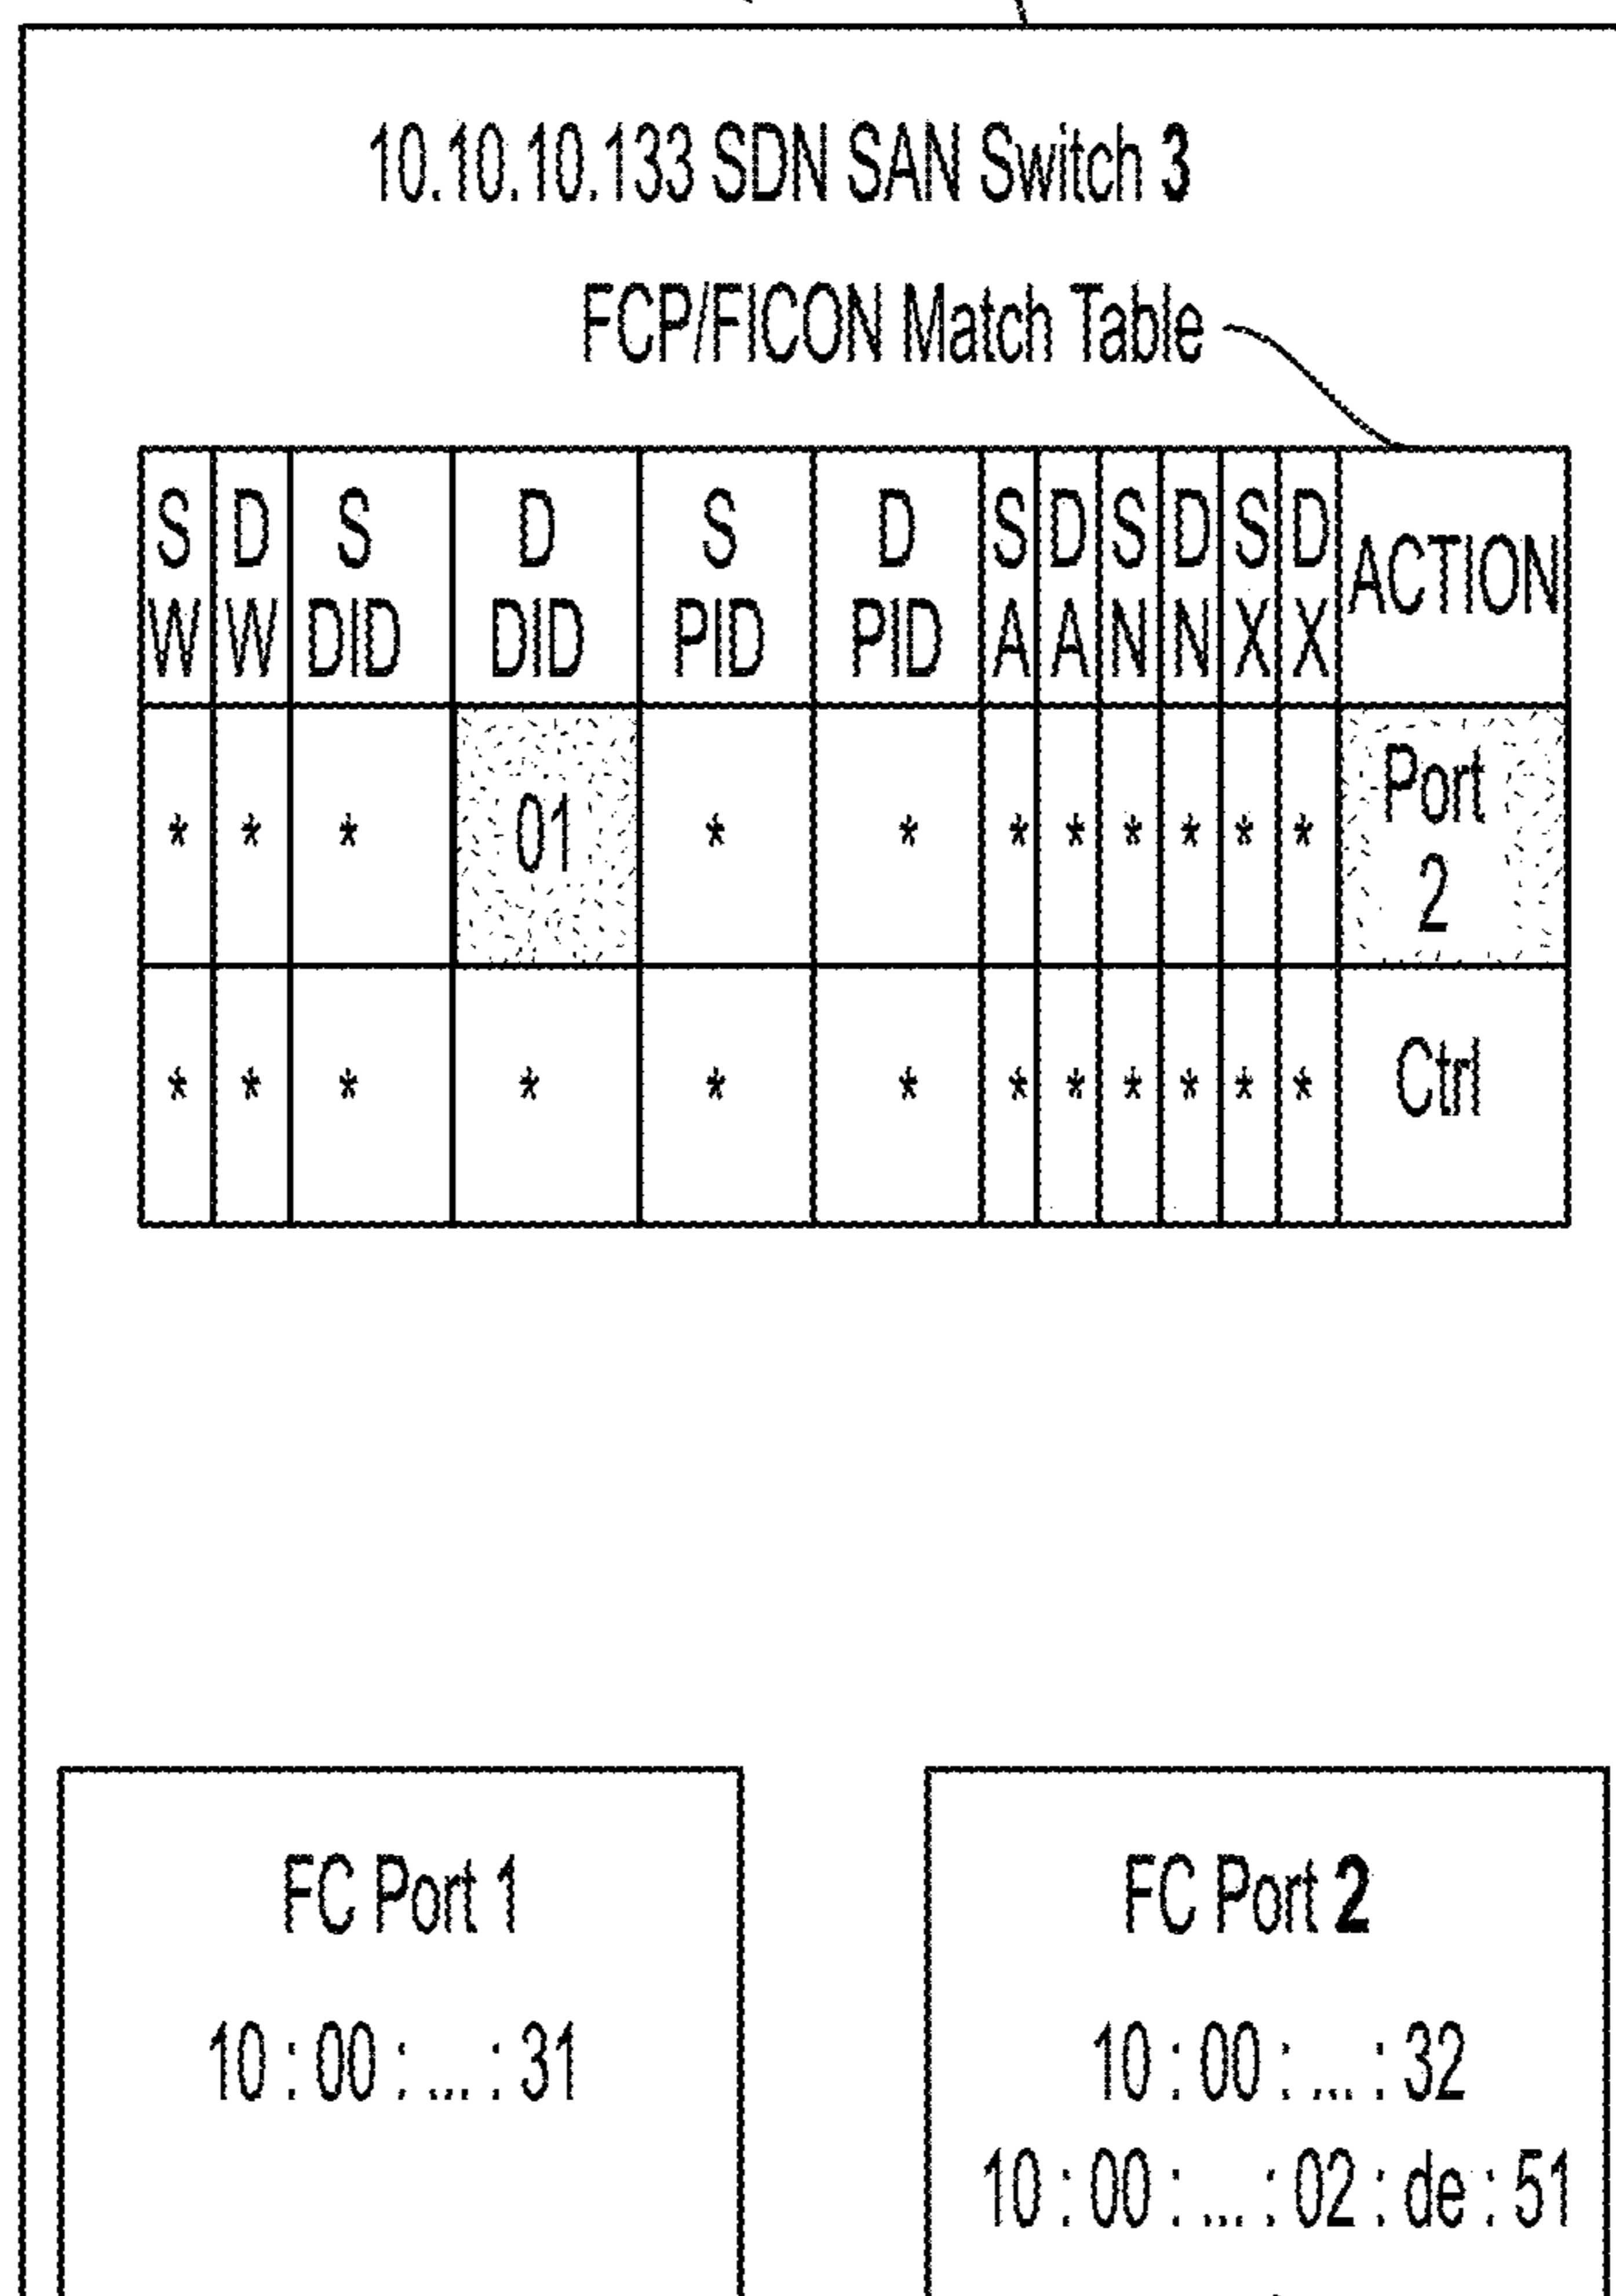 10.10.10.133 SDN SAN Switch 3
FCP/FICON Match Table
S D S D S D S D S D S D ACTION
W W DID DID PID PID A A N N X X
* * * 01 * * * * * * * * Port 2
* * * * * * * * * * * * Ctrl
FC Port 1
10 : 00 : ... : 31
FC Port 2
10 : 00 : ... : 32
10 : 00 : ... : 02 : de : 51